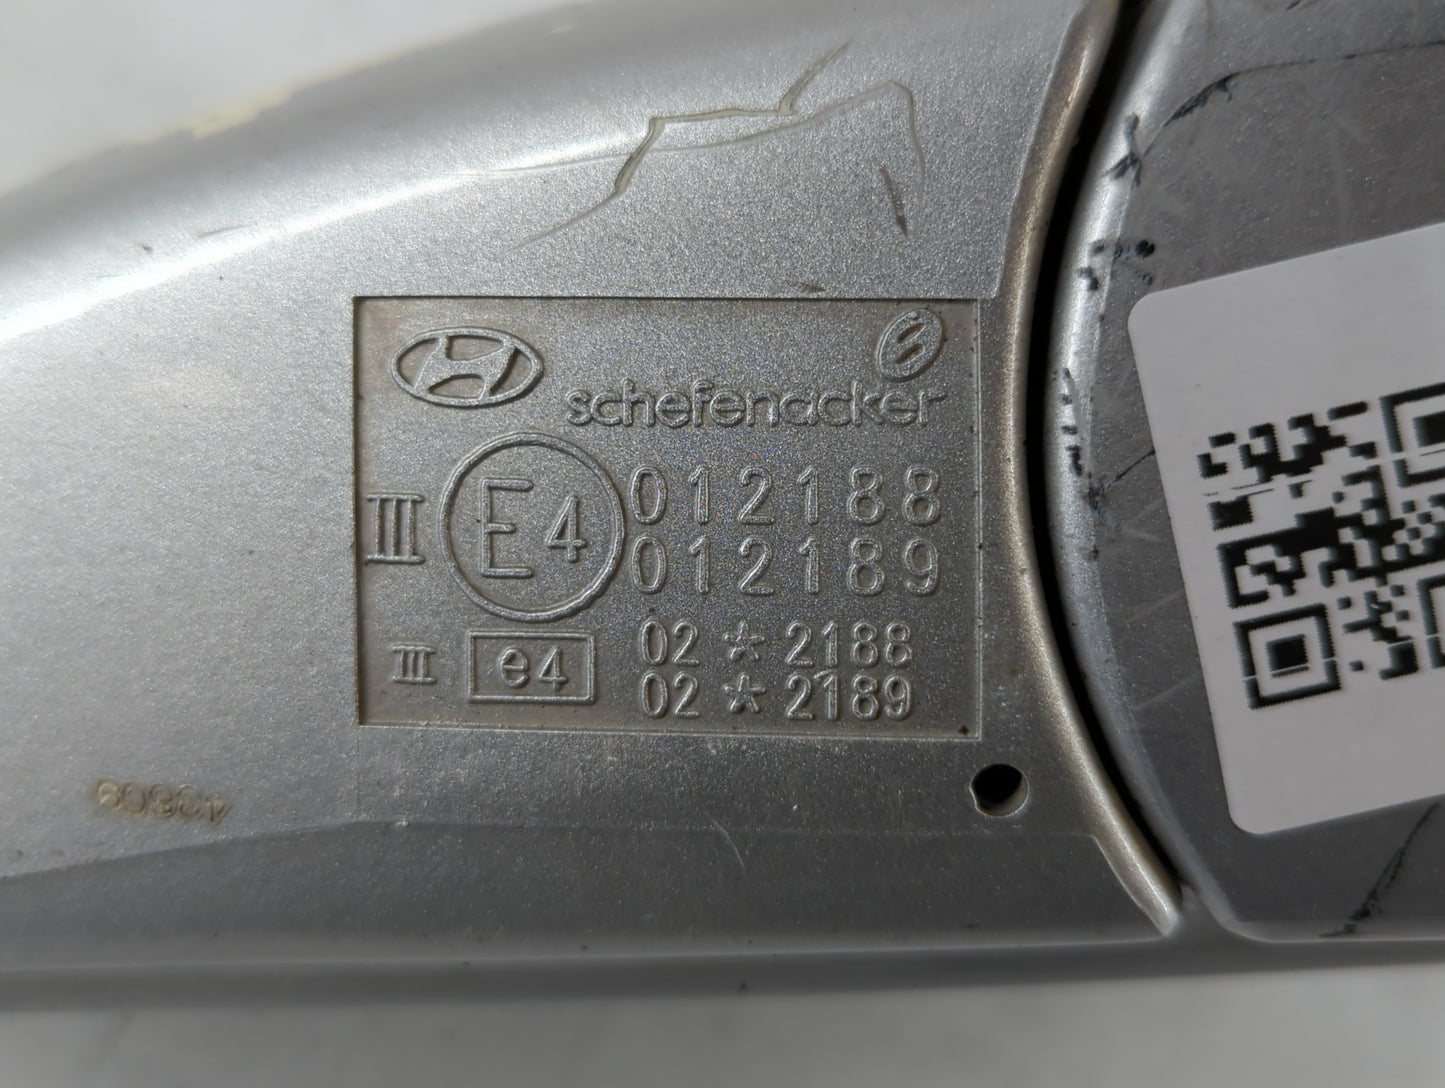 schefenacker
III E4 012188
012189
III e4 02 * 2188
02 * 2189